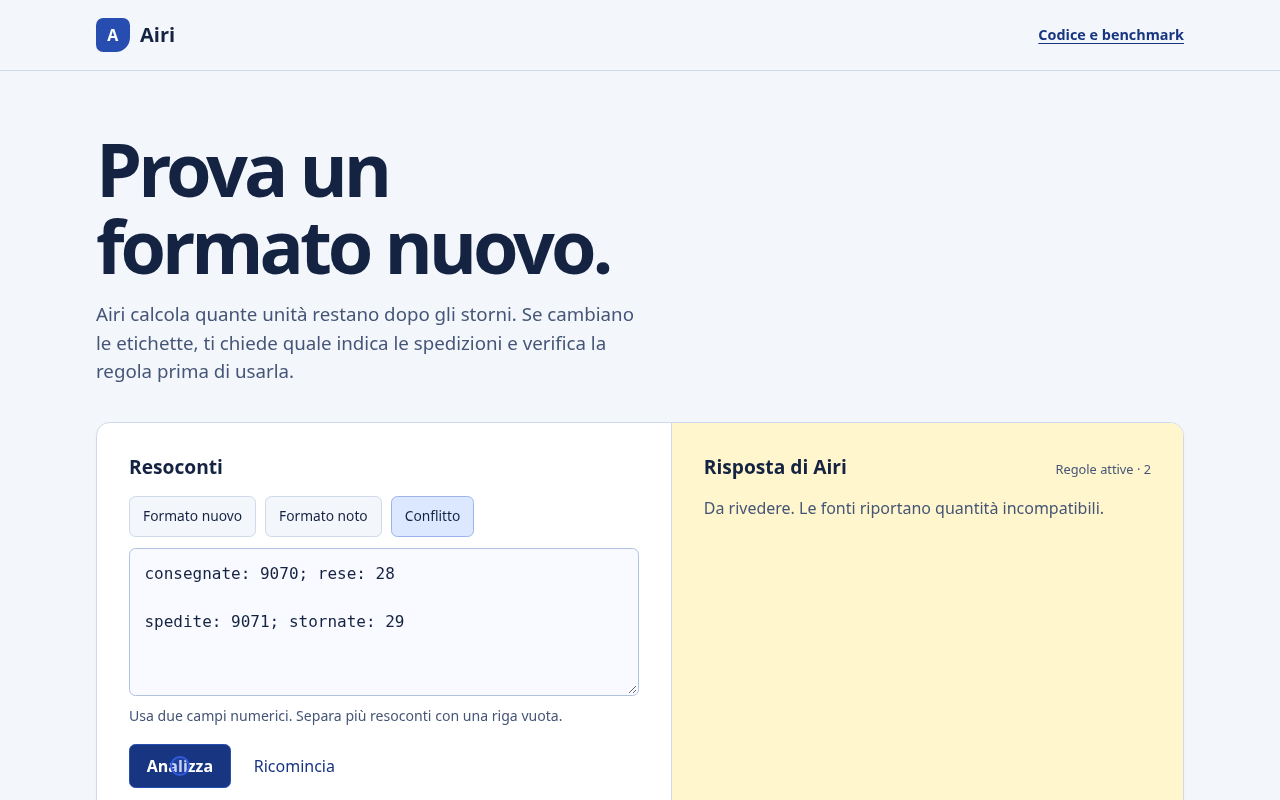 A
Airi
Codice e benchmark
Prova un
formato nuovo.
Airi calcola quante unità restano dopo gli storni. Se cambiano
le etichette, ti chiede quale indica le spedizioni e verifica la
regola prima di usarla.
Resoconti
Formato nuovo
Formato noto
Conflitto
consegnate: 9070; rese: 28
spedite: 9071; stornate: 29
Usa due campi numerici. Separa più resoconti con una riga vuota.
Analizza
Ricomincia
Risposta di Airi
Regole attive · 2
Da rivedere. Le fonti riportano quantità incompatibili.